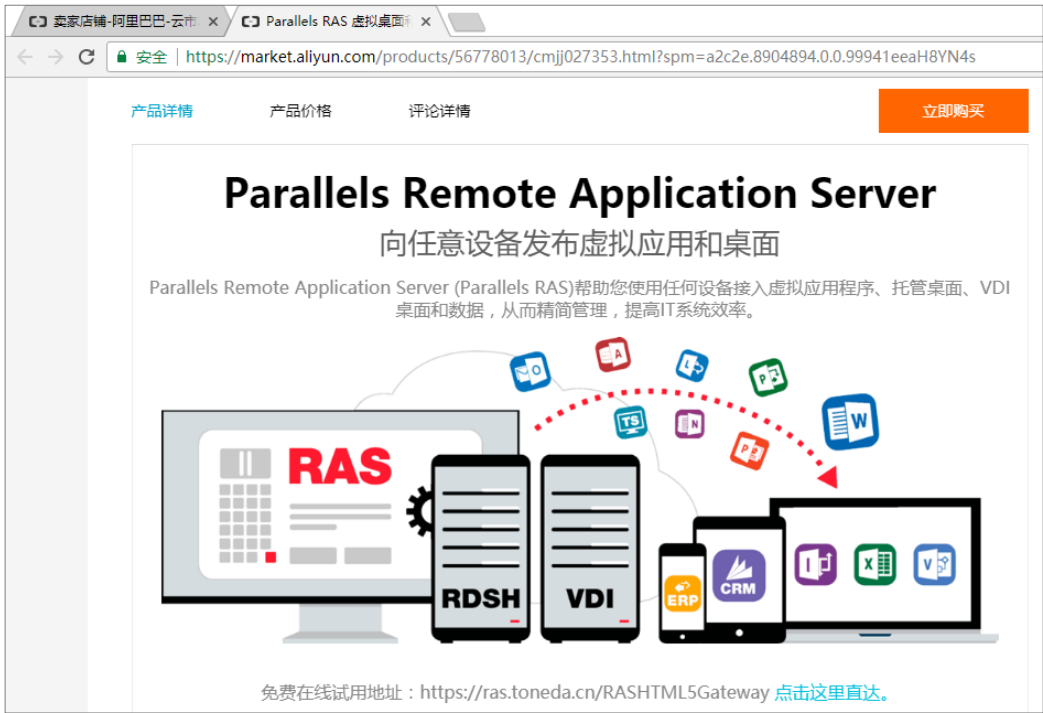 卖家店铺-阿里巴巴-云市
Parallels RAS 虚拟桌面
安全 | https://market.aliyun.com/products/56778013/cmjj027353.html?spm=a2c2e.8904894.0.0.99941eeaH8YN4s
产品详情 产品价格 评论详情 立即购买
Parallels Remote Application Server
向任意设备发布虚拟应用和桌面
Parallels Remote Application Server (Parallels RAS)帮助您使用任何设备接入虚拟应用程序、托管桌面、VDI
桌面和数据，从而精简管理，提高IT系统效率。
RAS
RDSH
VDI
ERP
CRM
TS
W
免费在线试用地址：https://ras.toneda.cn/RASHTML5Gateway 点击这里直达。